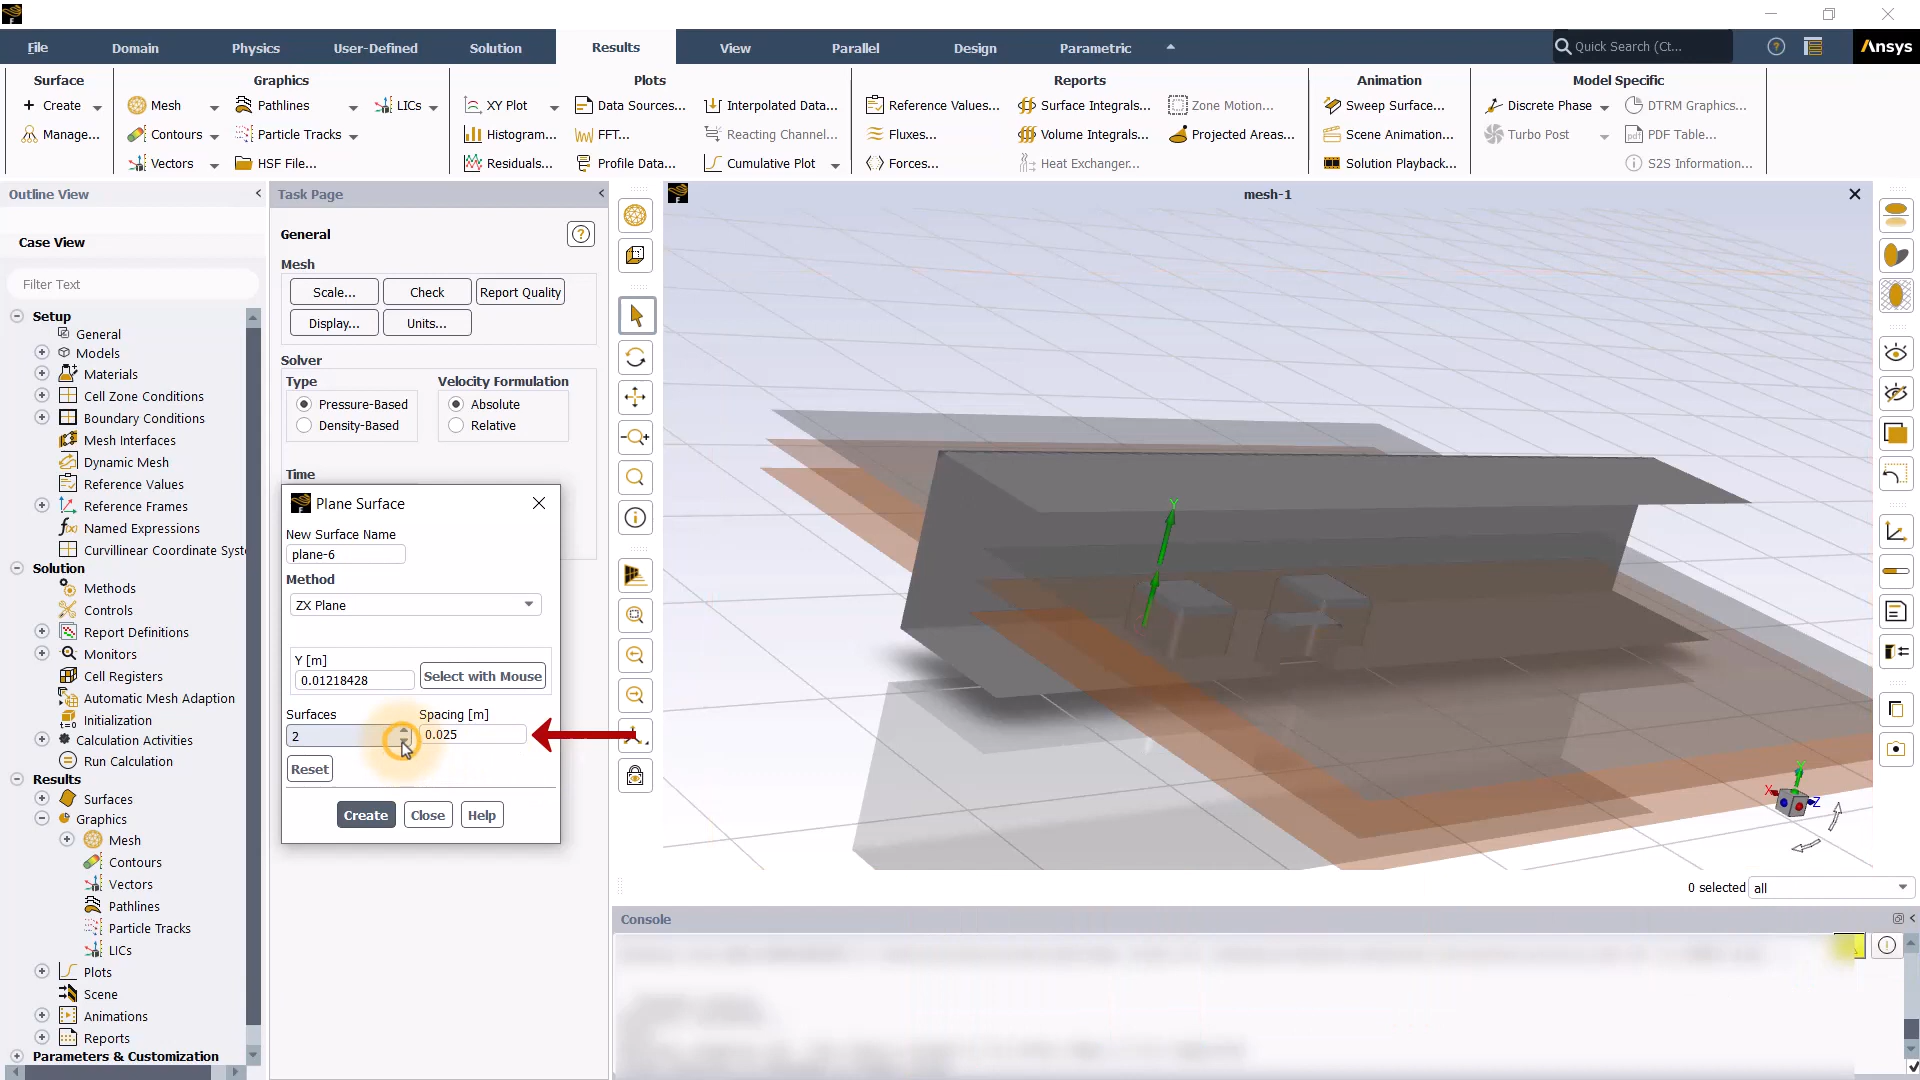 File
Domain
Physics
User-Defined
Solution
Results
View
Parallel
Design
Parametric
Quick Search (Ct...
Ansys
Surface
Create
Manage...
Graphics
Mesh
Pathlines
LICs
Contours
Particle Tracks
Vectors
HSF File...
Plots
XY Plot
Data Sources...
Interpolated Data...
Histogram...
FFT...
Reacting Channel...
Residuals...
Profile Data...
Cumulative Plot
Reports
Reference Values...
Surface Integrals...
Zone Motion...
Fluxes...
Volume Integrals...
Projected Areas...
Forces...
Heat Exchanger...
Animation
Sweep Surface...
Scene Animation...
Solution Playback...
Model Specific
Discrete Phase
DTRM Graphics...
Turbo Post
PDF Table...
S2S Information...
Outline View
Case View
Filter Text
Setup
General
Models
Materials
Cell Zone Conditions
Boundary Conditions
Mesh Interfaces
Dynamic Mesh
Reference Values
Reference Frames
Named Expressions
Curvillinear Coordinate Syst
Solution
Methods
Controls
Report Definitions
Monitors
Cell Registers
Automatic Mesh Adaption
Initialization
Calculation Activities
Run Calculation
Results
Surfaces
Graphics
Mesh
Contours
Vectors
Pathlines
Particle Tracks
LICs
Plots
Scene
Animations
Reports
Parameters & Customization
Task Page
General
Mesh
Scale...
Check
Report Quality
Display...
Units...
Solver
Type
Velocity Formulation
Pressure-Based
Absolute
Density-Based
Relative
Time
Plane Surface
New Surface Name
plane-6
Method
ZX Plane
Y [m]
0.01218428
Select with Mouse
Surfaces
Spacing [m]
2
0.025
Reset
Create
Close
Help
mesh-1
Y
Y
X
Z
0 selected
all
Console